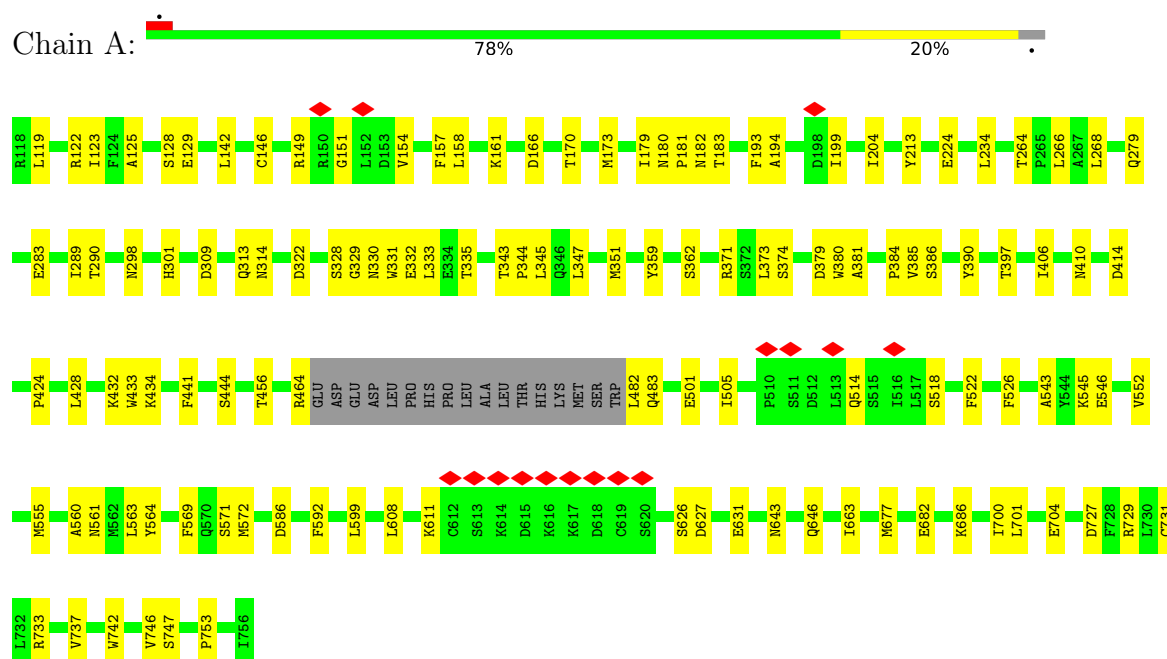 Chain A: 78% 20%
R118 L119 R122 I123 F124 A125 S128 E129 L142 C146 R149 R150 G151 L152 D153 V154 F157 L158 K161 D166 T170 M173 I179 N180 P181 N182 T183 F193 A194 D198 I199 I204 Y213 E224 L234 T264 P265 L266 A267 L268 Q279
E283 I289 T290 N298 H301 D309 Q313 N314 D322 S328 G329 N330 W331 E332 L333 E334 T335 T343 P344 L345 Q346 L347 M351 Y359 S362 R371 S372 L373 S374 D379 W380 A381 P384 V385 S386 Y390 T397 I406 N410 D414
P424 L428 K432 W433 K434 F441 S444 T456 R464 GLU ASP GLU ASP LEU PRO HIS PRO LEU ALA LEU THR HIS LYS MET SER TRP L482 Q483 E501 I505 P510 S511 D512 L513 Q514 S515 I516 L517 S518 F522 F526 A543 Y544 K545 E546 V552
M555 A560 N561 M562 L563 Y564 F569 Q570 S571 M572 D586 F592 L599 L608 K611 C612 S613 K614 D615 K616 K617 D618 C619 S620 S626 D627 E631 N643 Q646 I663 M677 E682 K686 I700 L701 E704 D727 F728 R729 L730 C731
L732 R733 V737 W742 V746 S747 P753 I756